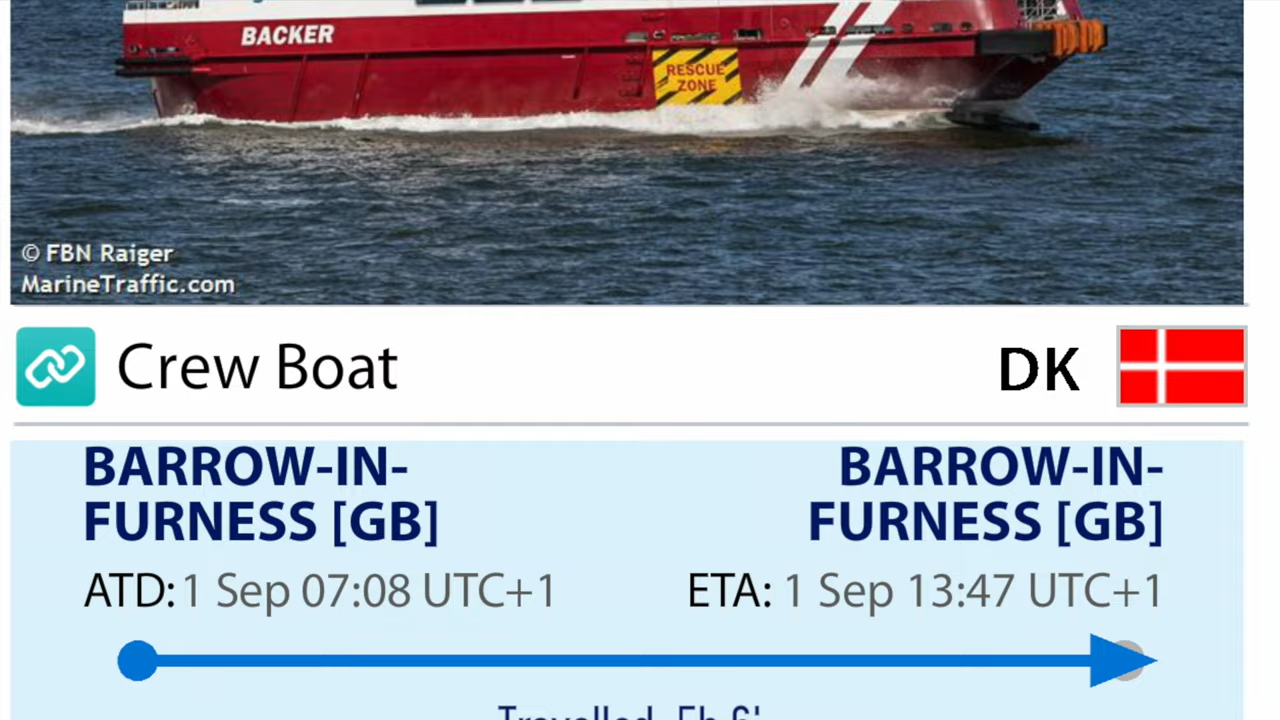 BACKER
RESCUE
ZONE
© FBN Raiger
MarineTraffic.com
Crew Boat
DK
BARROW-IN-
FURNESS [GB]
ATD: 1 Sep 07:08 UTC+1
BARROW-IN-
FURNESS [GB]
ETA: 1 Sep 13:47 UTC+1